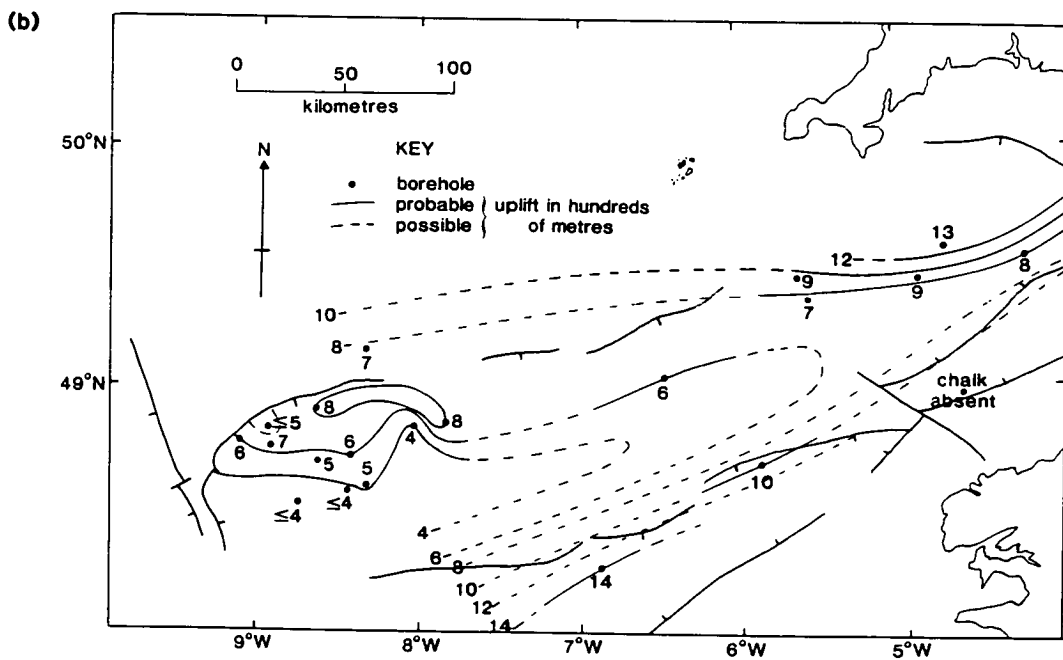 (b)
0 50 100
kilometres
50°N
N
KEY
borehole
probable } uplift in hundreds
possible } of metres
13
12
9
9
8
7
10
8
7
49°N
chalk
absent
6
8
8
≤5
7
6
6
4
5
5
≤4
≤4
10
4
6
8
10
12
14
14
9°W 8°W 7°W 6°W 5°W